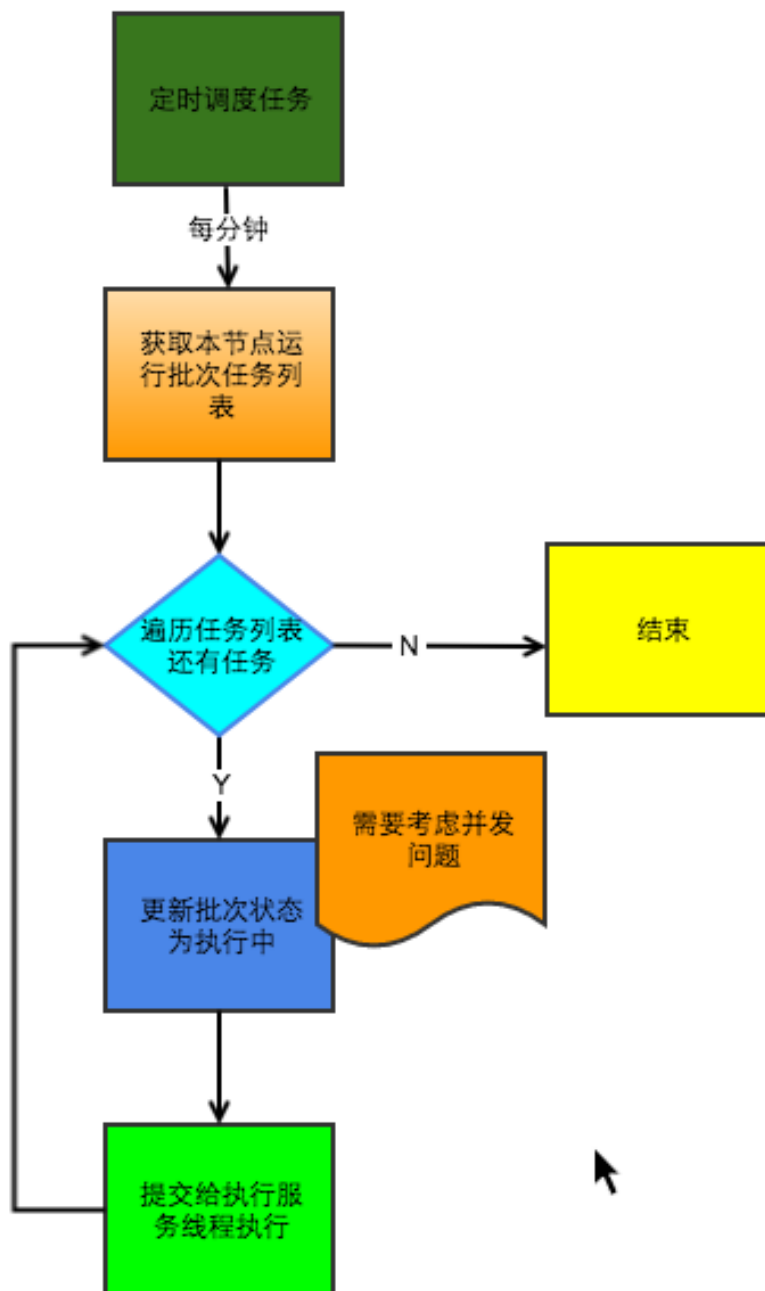 定时调度任务
每分钟
获取本节点运
行批次任务列
表
遍历任务列表
还有任务
N
结束
Y
需要考虑并发
问题
更新批次状态
为执行中
提交给执行服
务线程执行